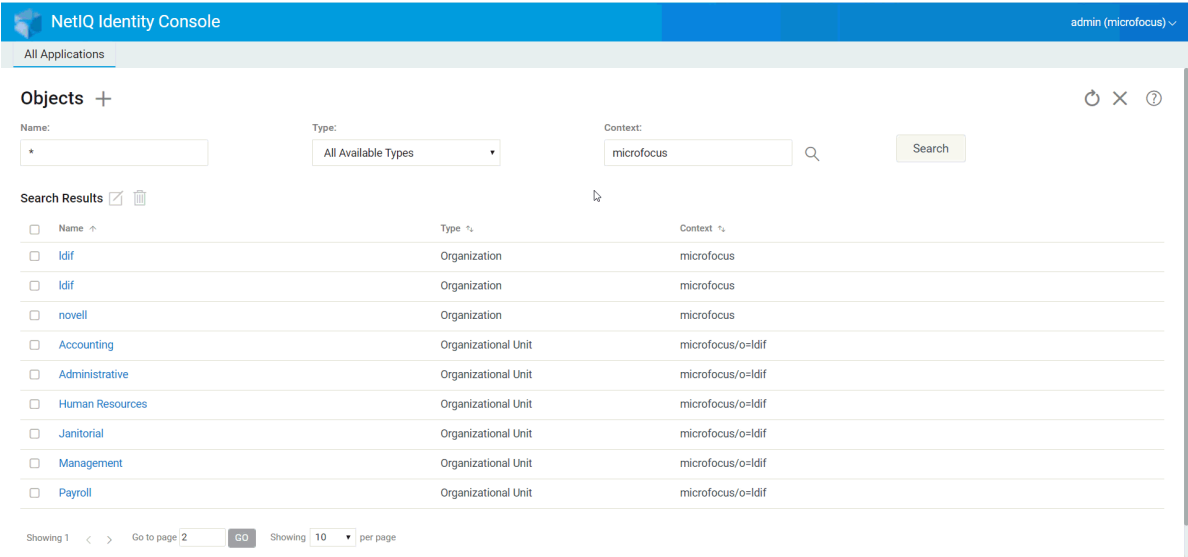 NetIQ Identity Console
admin (microfocus)
All Applications
Objects
Name:
Type:
Context:
*
All Available Types
microfocus
Search
Search Results
Name Type Context
ldif Organization microfocus
ldif Organization microfocus
novell Organization microfocus
Accounting Organizational Unit microfocus/o=ldif
Administrative Organizational Unit microfocus/o=ldif
Human Resources Organizational Unit microfocus/o=ldif
Janitorial Organizational Unit microfocus/o=ldif
Management Organizational Unit microfocus/o=ldif
Payroll Organizational Unit microfocus/o=ldif
Showing 1 < > Go to page 2 GO Showing 10 per page